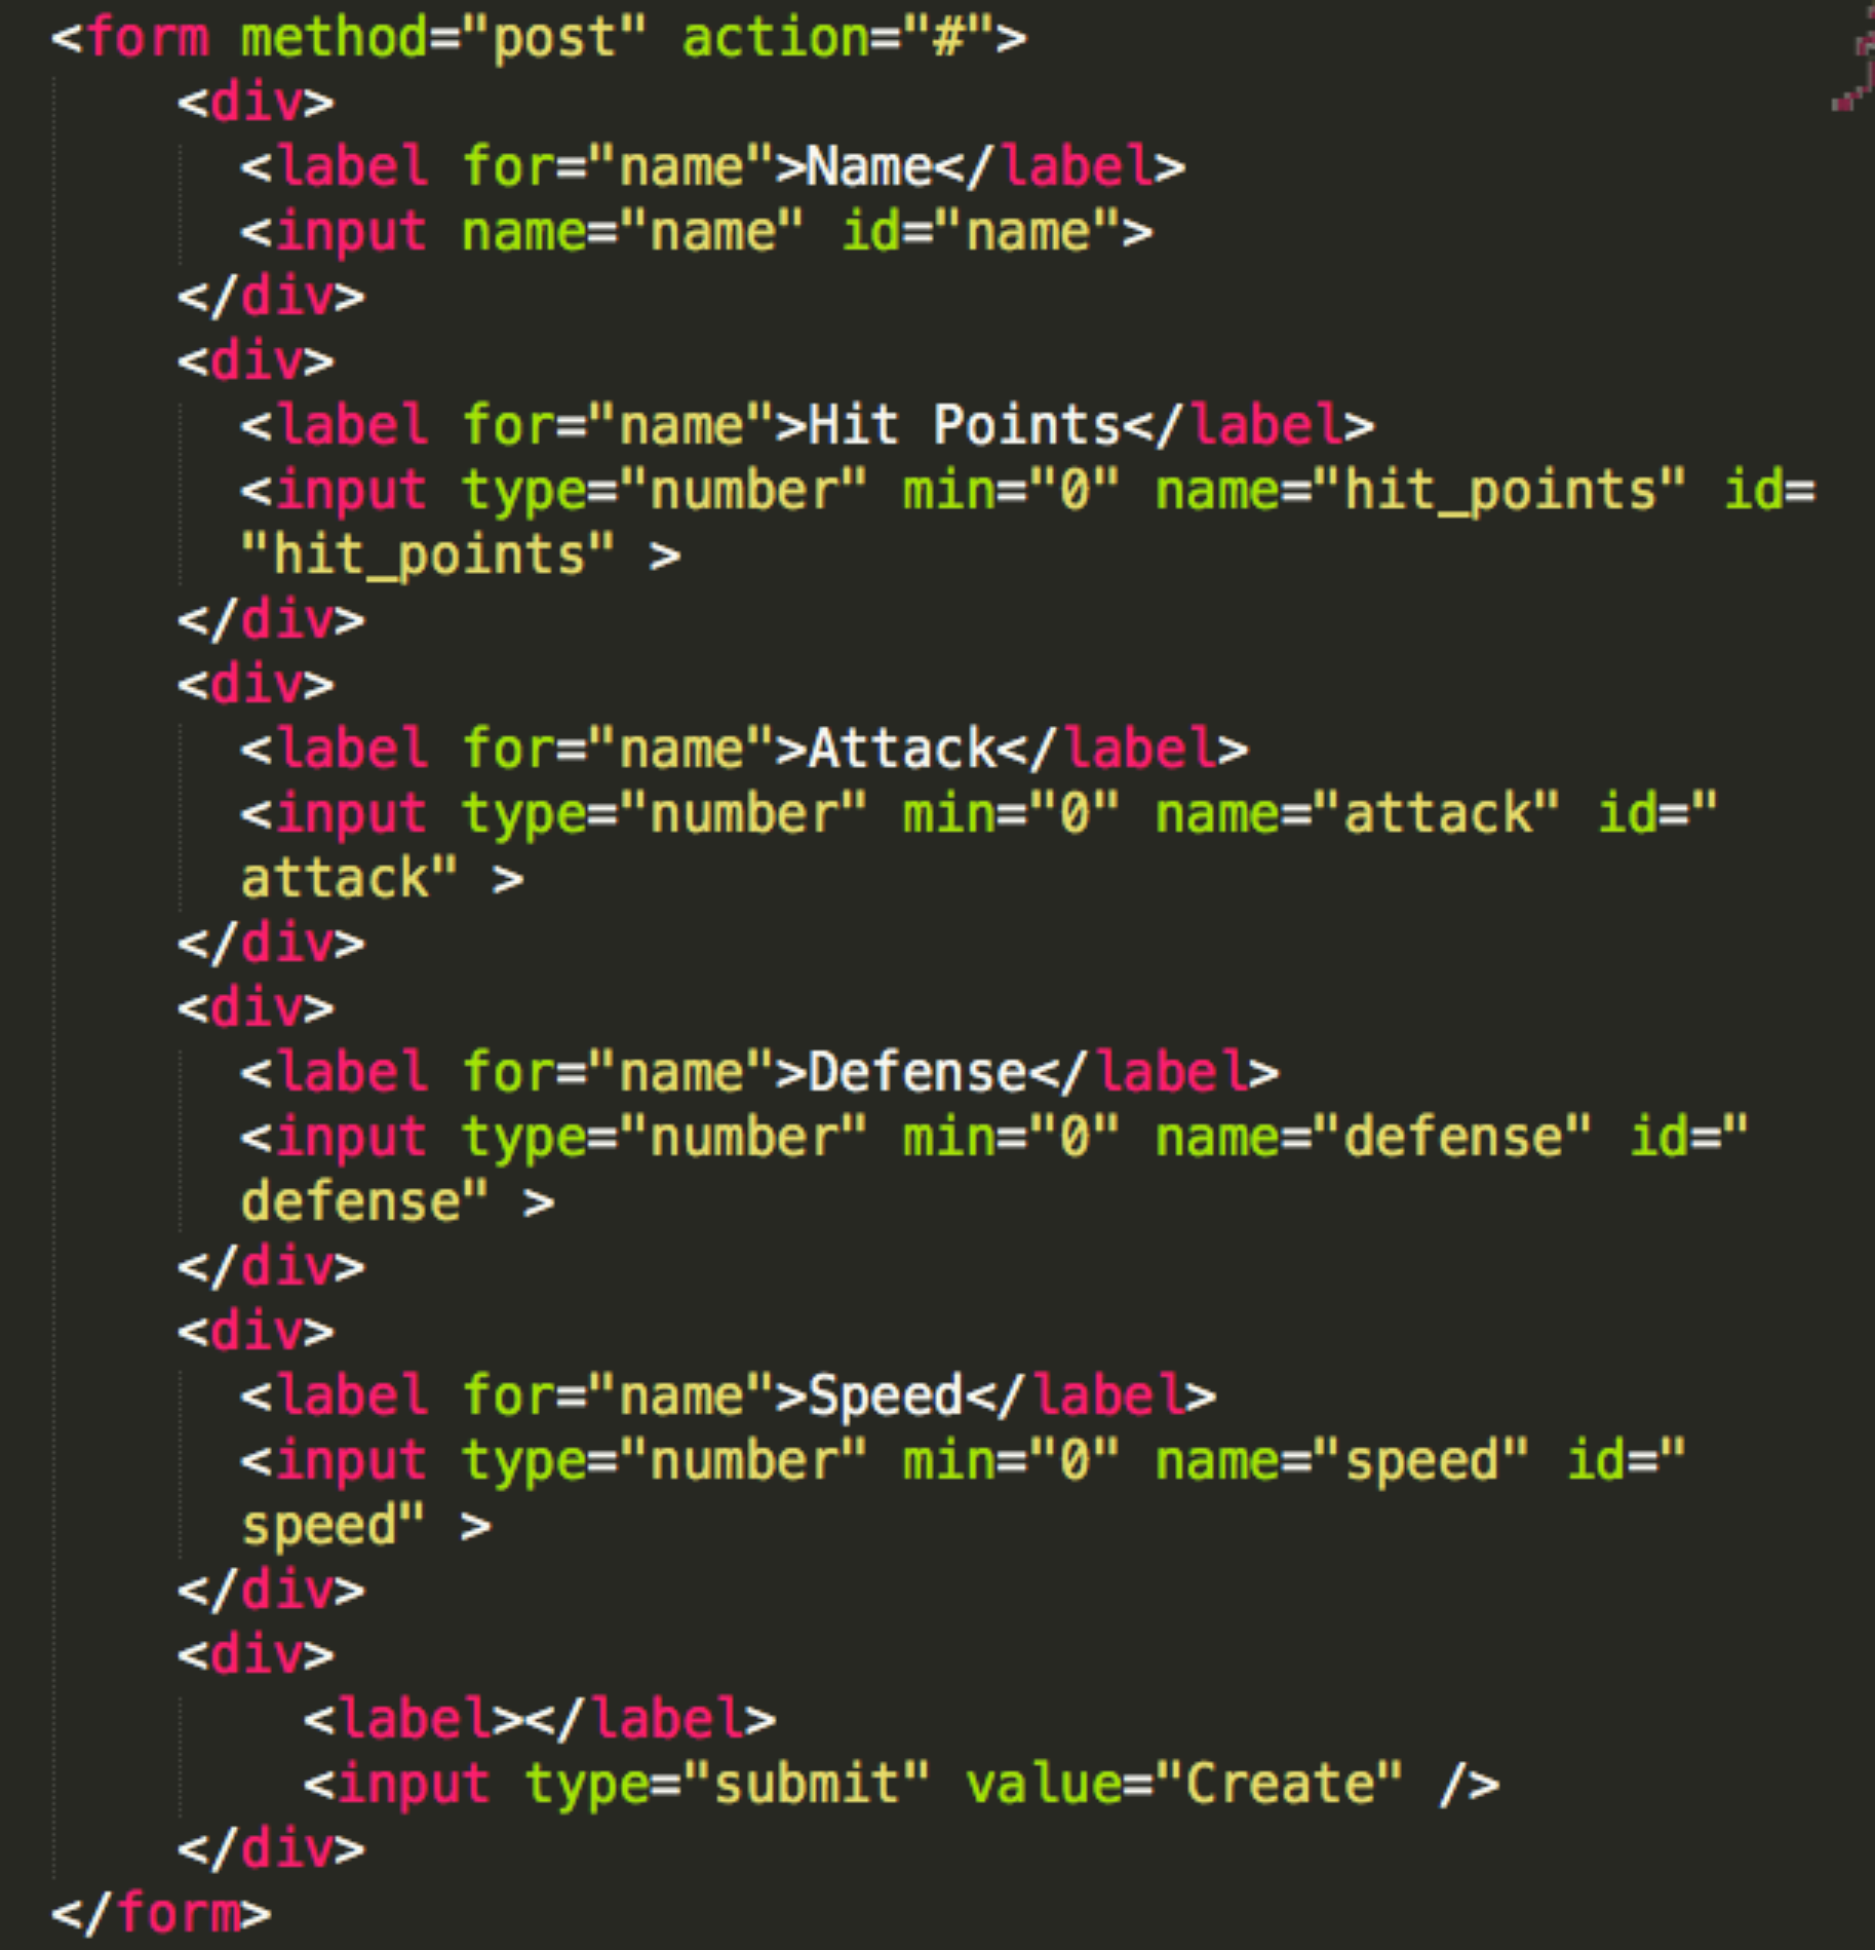 <form method="post" action="#">
<div>
<label for="name">Name</label>
<input name="name" id="name">
</div>
<div>
<label for="name">Hit Points</label>
<input type="number" min="0" name="hit_points" id=
"hit_points" >
</div>
<div>
<label for="name">Attack</label>
<input type="number" min="0" name="attack" id="
attack" >
</div>
<div>
<label for="name">Defense</label>
<input type="number" min="0" name="defense" id="
defense" >
</div>
<div>
<label for="name">Speed</label>
<input type="number" min="0" name="speed" id="
speed" >
</div>
<div>
<label></label>
<input type="submit" value="Create" />
</div>
</form>